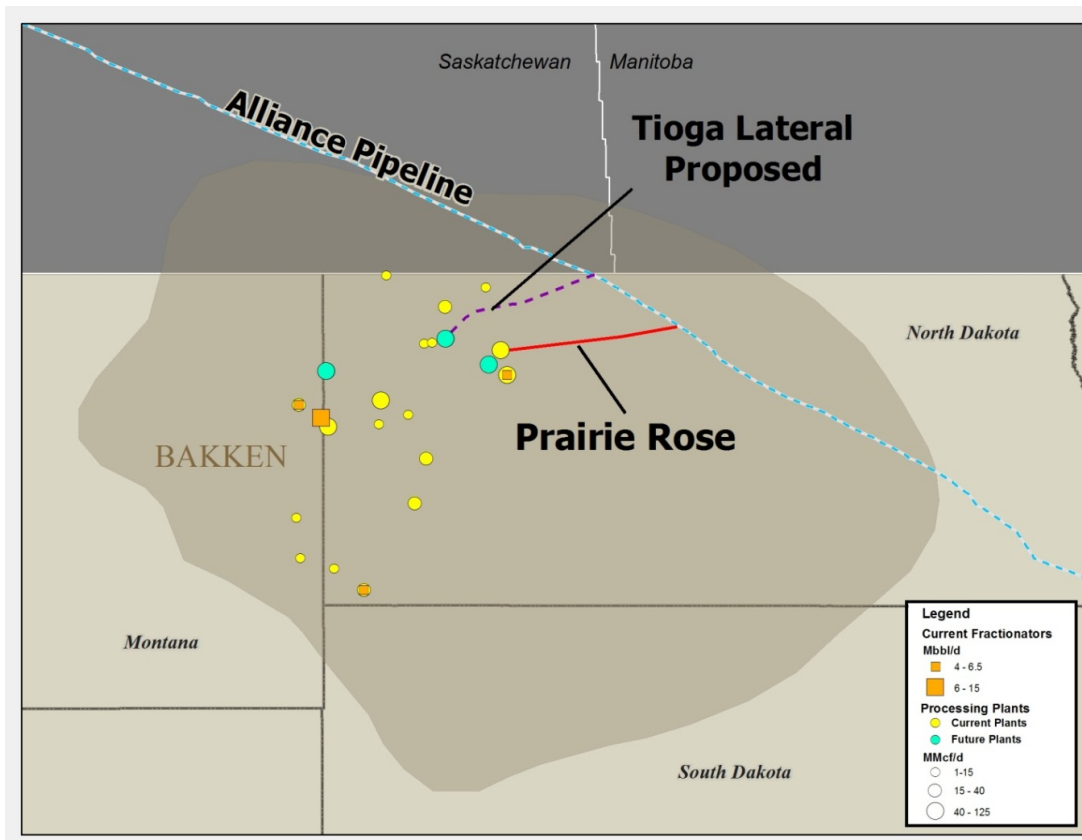 Saskatchewan Manitoba
Alliance Pipeline
Tioga Lateral
Proposed
North Dakota
Prairie Rose
BAKKEN
Montana
South Dakota
Legend
Current Fractionators
Mbbl/d
4 - 6.5
6 - 15
Processing Plants
Current Plants
Future Plants
MMcf/d
1-15
15 - 40
40 - 125